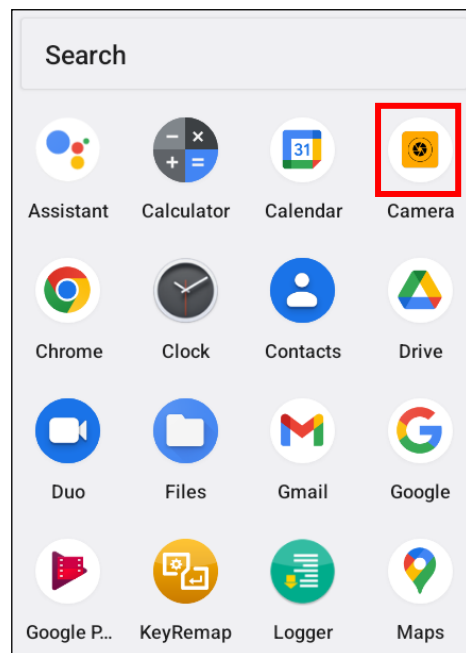 Search
31
Assistant Calculator Calendar Camera
Chrome Clock Contacts Drive
Duo Files Gmail Google
Google P... KeyRemap Logger Maps